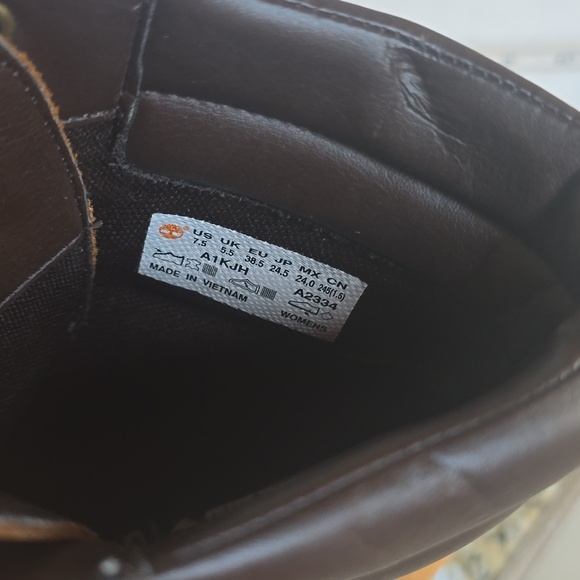 US UK EU JP MX CN
7.5 5.5 38.5 24.5 24.0 245(1.5)
A1KJH A2334
MADE IN VIETNAM WOMENS